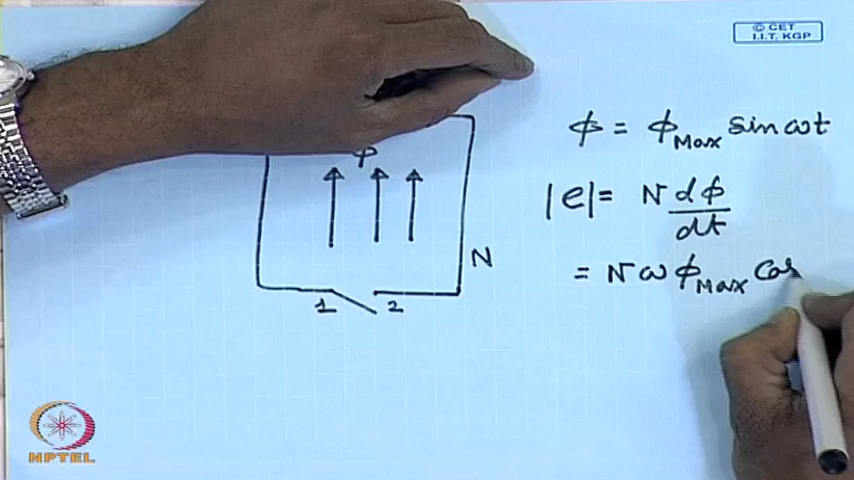 © CET
I.I.T. KGP
ϕ = ϕMax sin ωt
|e| = N dϕ/dt
= N ω ϕMax Cos
ϕ
N
1 2
NPTEL